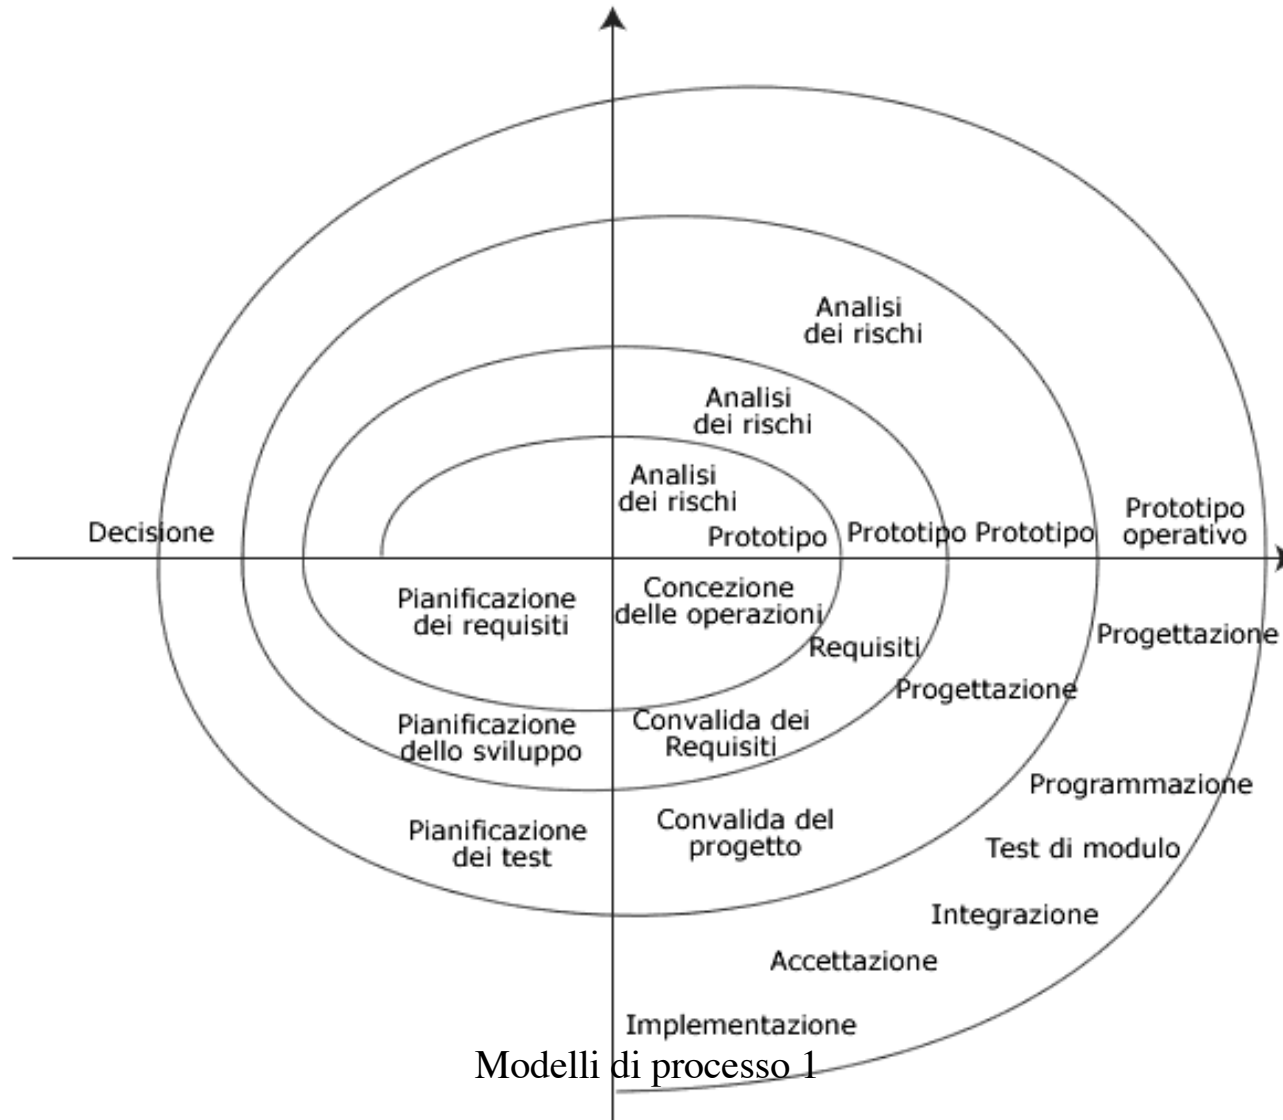 Analisi
dei rischi
Analisi
dei rischi
Analisi
dei rischi
Decisione
Prototipo
Prototipo
Prototipo
Prototipo
operativo
Pianificazione
dei requisiti
Concezione
delle operazioni
Requisiti
Progettazione
Progettazione
Pianificazione
dello sviluppo
Convalida dei
Requisiti
Programmazione
Pianificazione
dei test
Convalida del
progetto
Test di modulo
Integrazione
Accettazione
Implementazione
Modelli di processo 1